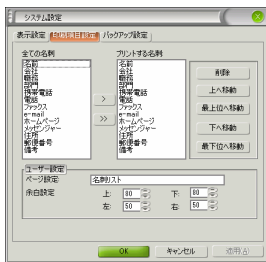 システム設定
表示設定 印刷項目設定 バックアップ設定
全ての名刺 プリントする名刺
名前
会社
職務
部門
携帯電話
電話
ファックス
e-mail
ホームページ
メッセンジャー
住所
郵便番号
備考
>
>>
名前
会社
職務
部門
携帯電話
電話
ファックス
e-mail
ホームページ
メッセンジャー
住所
郵便番号
備考
削除
上へ移動
最上位へ移動
下へ移動
最下位へ移動
ユーザー設定
ページ設定: 名刺リスト
余白設定 上: 80 下: 80
左: 50 右: 50
OK キャンセル 適用(A)